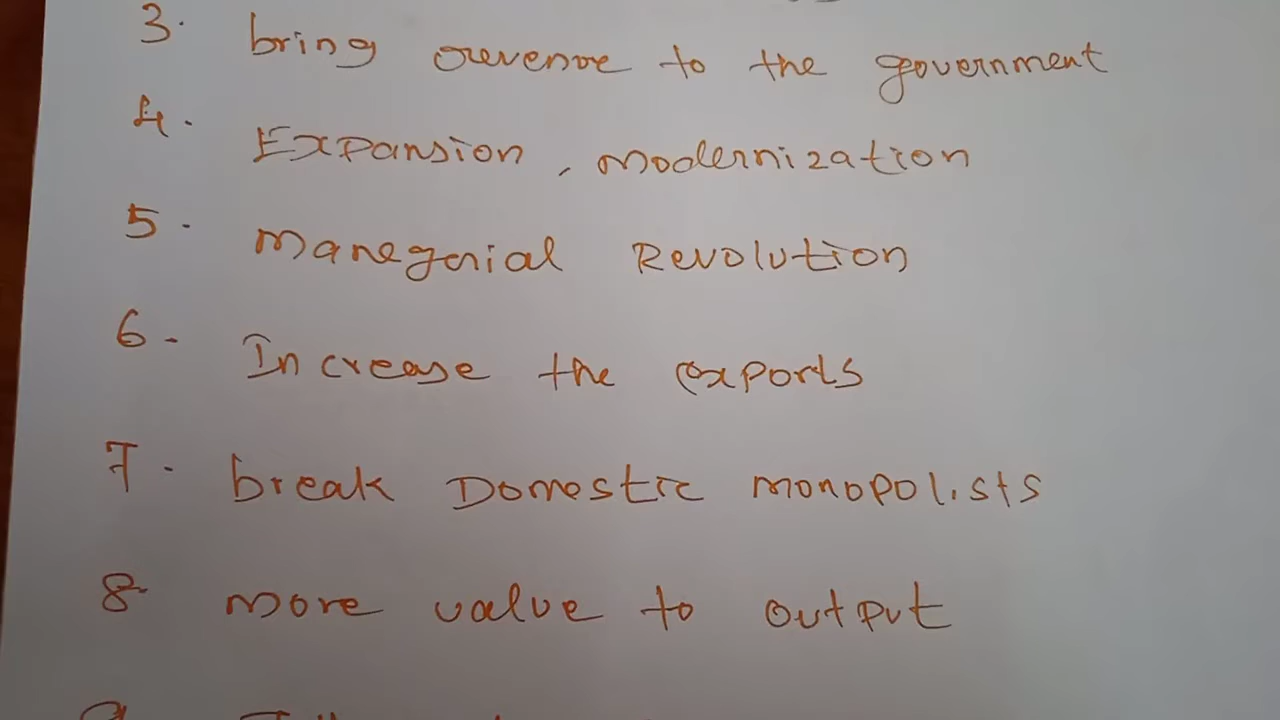 3. bring revenue to the government
4. Expansion, modernization
5. Manegerial Revolution
6. Increase the exports
7. break Domestic monopolists
8 more value to output